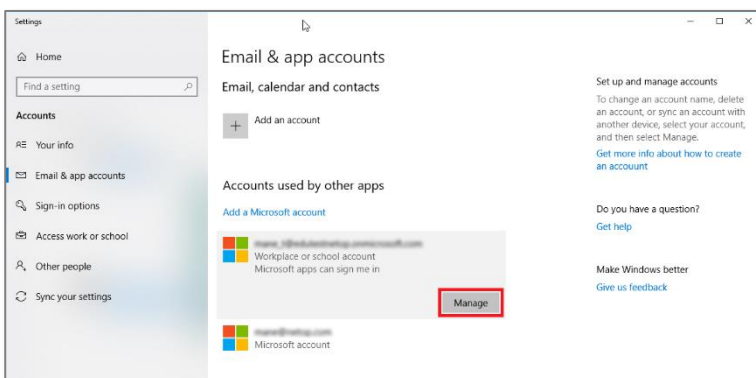 Settings
Home
Find a setting
Accounts
Your info
Email & app accounts
Sign-in options
Access work or school
Other people
Sync your settings
Email & app accounts
Email, calendar and contacts
Add an account
Accounts used by other apps
Add a Microsoft account
Workplace or school account
Microsoft apps can sign me in
Manage
Microsoft account
Set up and manage accounts
To change an account name, delete
an account, or sync an account with
another device, select your account,
and then select Manage.
Get more info about how to create
an accouunt
Do you have a question?
Get help
Make Windows better
Give us feedback